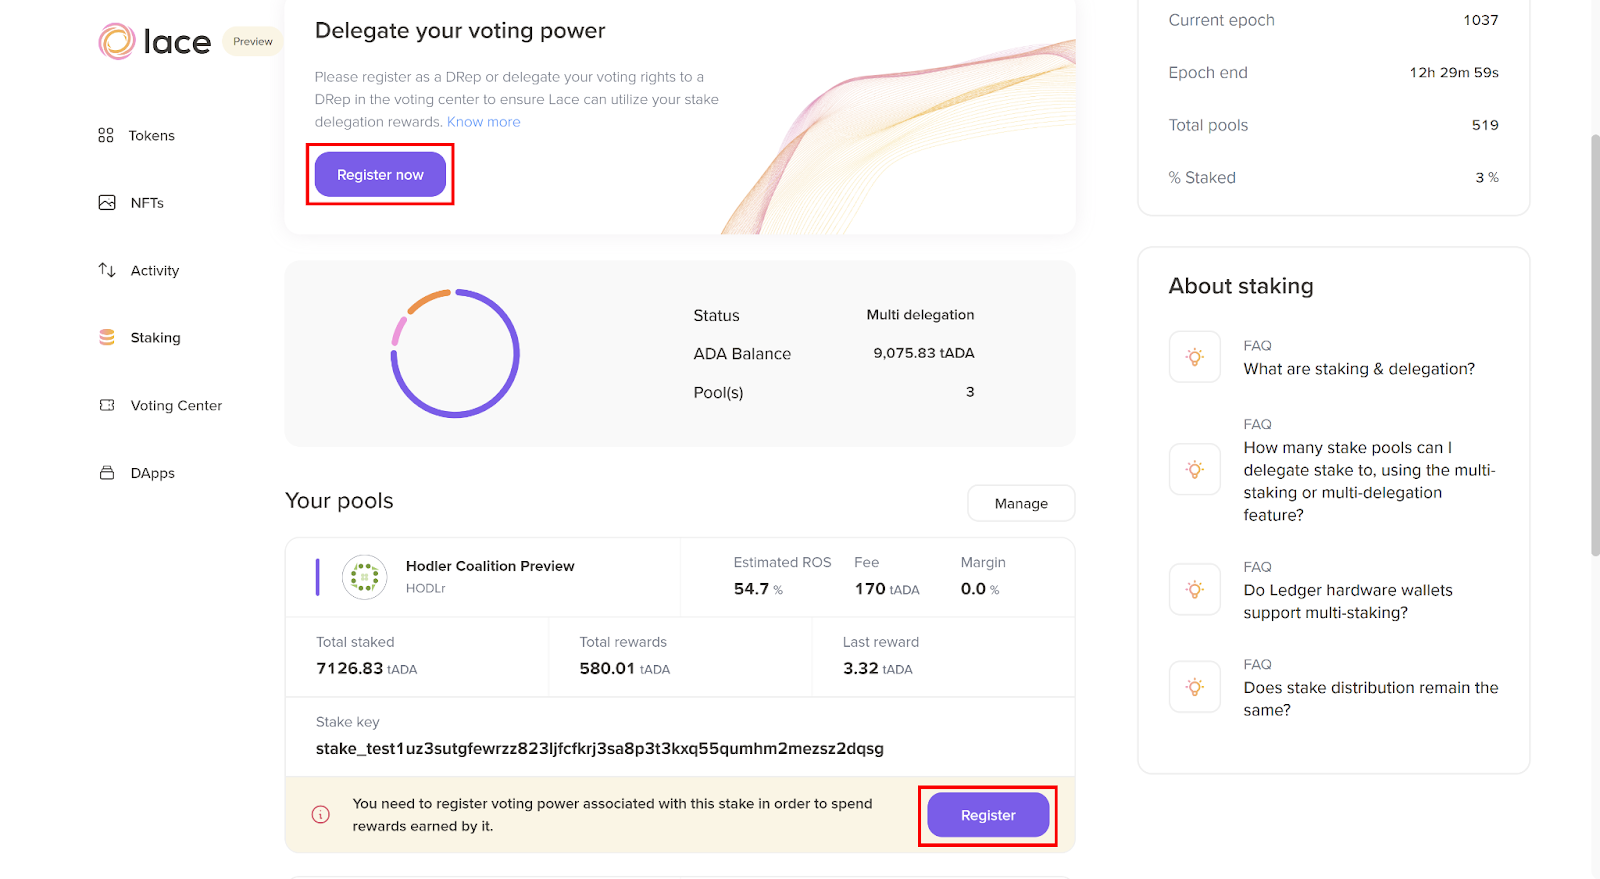 lace
Preview
Tokens
NFTs
Activity
Staking
Voting Center
DApps
Delegate your voting power
Please register as a DRep or delegate your voting rights to a
DRep in the voting center to ensure Lace can utilize your stake
delegation rewards. Know more
Register now
Status Multi delegation
ADA Balance 9,075.83 tADA
Pool(s) 3
Your pools
Manage
Hodler Coalition Preview
HODLr
Estimated ROS Fee Margin
54.7 % 170 tADA 0.0 %
Total staked Total rewards Last reward
7126.83 tADA 580.01 tADA 3.32 tADA
Stake key
stake_test1uz3sutgfewrzz823ljfcfkrj3sa8p3t3kxq55qumhm2mezsz2dqsg
You need to register voting power associated with this stake in order to spend
rewards earned by it.
Register
Current epoch 1037
Epoch end 12h 29m 59s
Total pools 519
% Staked 3 %
About staking
FAQ
What are staking & delegation?
FAQ
How many stake pools can I
delegate stake to, using the multi-
staking or multi-delegation
feature?
FAQ
Do Ledger hardware wallets
support multi-staking?
FAQ
Does stake distribution remain the
same?